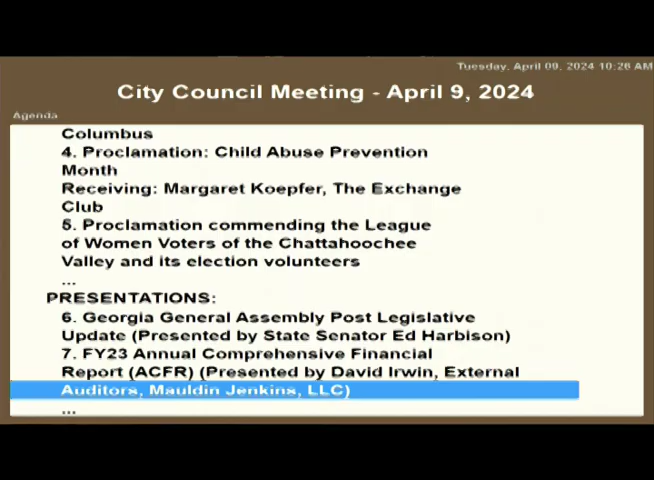 Tuesday, April 09, 2024 10:26 AM
City Council Meeting - April 9, 2024
Agenda
Columbus
4. Proclamation: Child Abuse Prevention
Month
Receiving: Margaret Koepfer, The Exchange
Club
5. Proclamation commending the League
of Women Voters of the Chattahoochee
Valley and its election volunteers
...
PRESENTATIONS:
6. Georgia General Assembly Post Legislative
Update (Presented by State Senator Ed Harbison)
7. FY23 Annual Comprehensive Financial
Report (ACFR) (Presented by David Irwin, External
Auditors, Mauldin Jenkins, LLC)
...